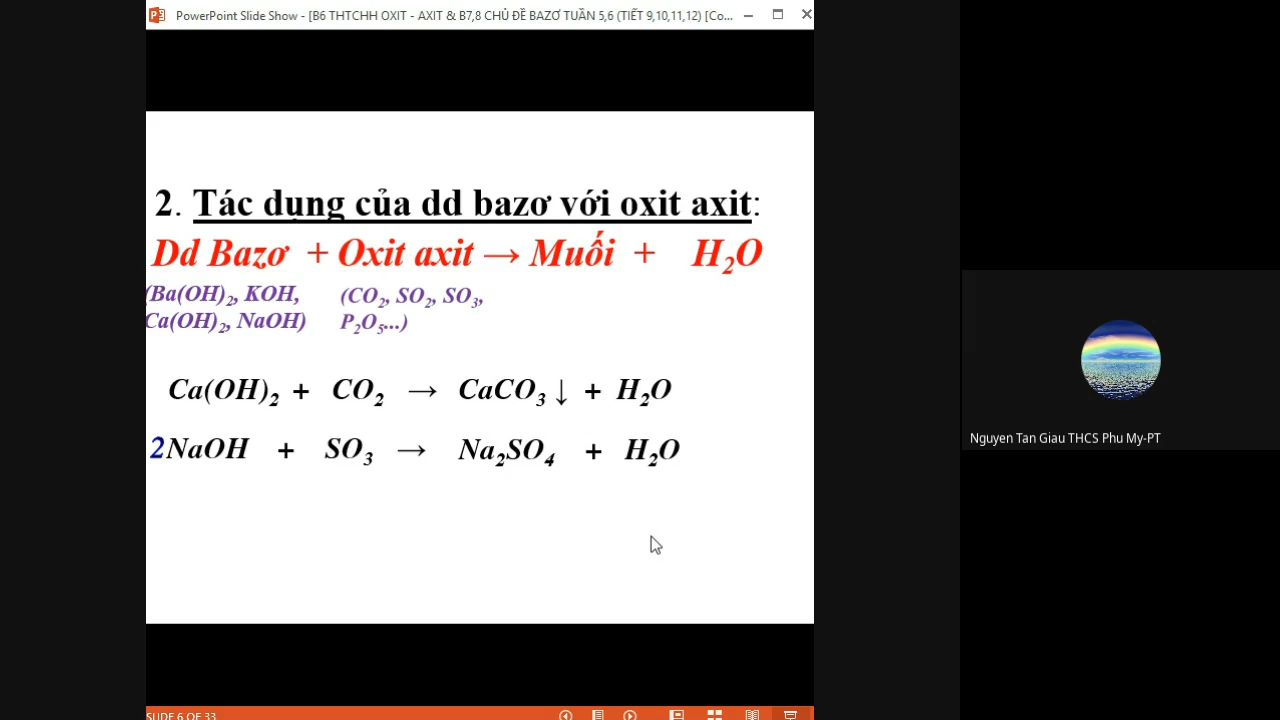 PowerPoint Slide Show - [B6 THTCHH OXIT - AXIT & B7,8 CHỦ ĐỀ BAZƠ TUẦN 5,6 (TIẾT 9,10,11,12) [Co...
2. Tác dụng của dd bazơ với oxit axit:
Dd Bazơ + Oxit axit → Muối + H₂O
(Ba(OH)₂, KOH, (CO₂, SO₂, SO₃,
Ca(OH)₂, NaOH) P₂O₅...)
Ca(OH)₂ + CO₂ → CaCO₃ ↓ + H₂O
2NaOH + SO₃ → Na₂SO₄ + H₂O
Nguyen Tan Giau THCS Phu My-PT
SLIDE 6 OF 33